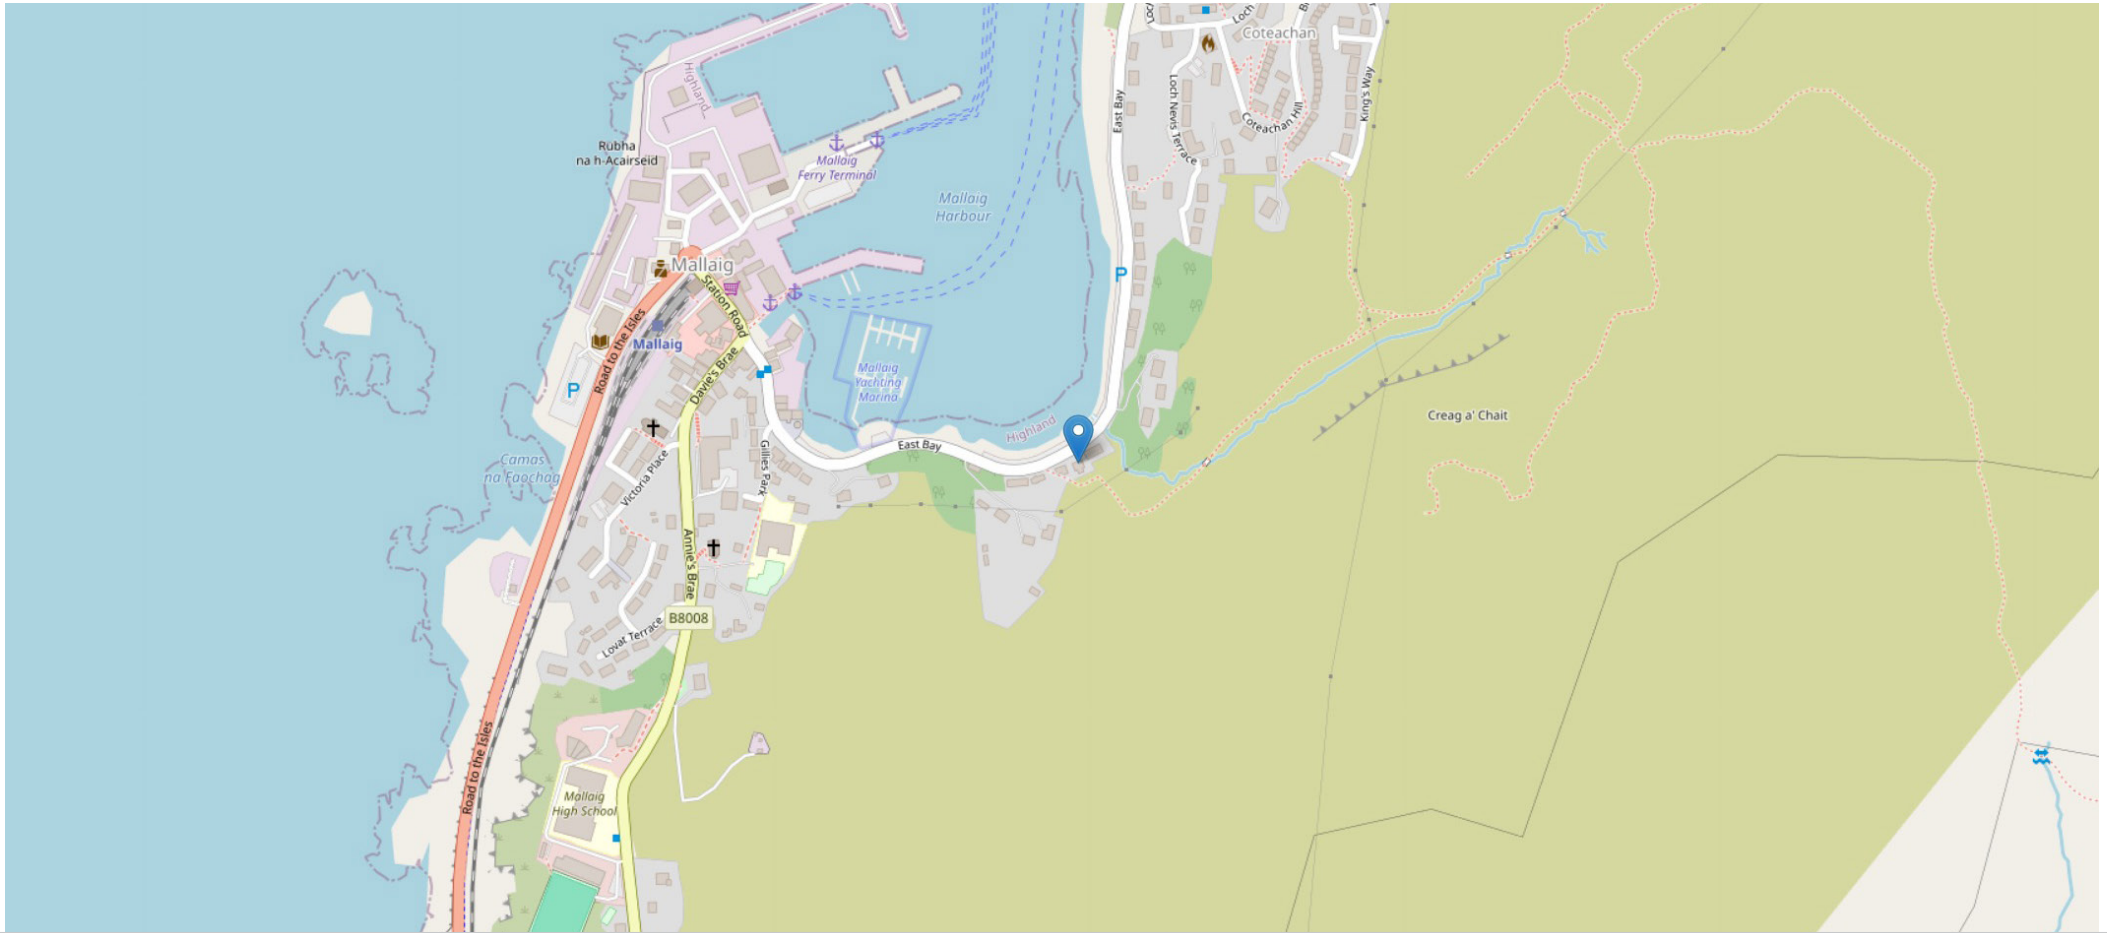 Coteachan
Loch
Highland
East Bay
Loch Nevis Terrace
King's Way
Coteachan Hill
Rubha
na h-Acairseid
Mallaig
Ferry Terminal
Mallaig
Harbour
Mallaig
P
Station Road
Road to the Isles
Mallaig
Davie's Brae
P
Mallaig
Yachting
Marina
Highland
East Bay
Creag a' Chait
Camas
na Faochag
Victoria Place
Gillies Park
Annie's Brae
B8008
Lovat Terrace
Road to the Isles
Mallaig
High School